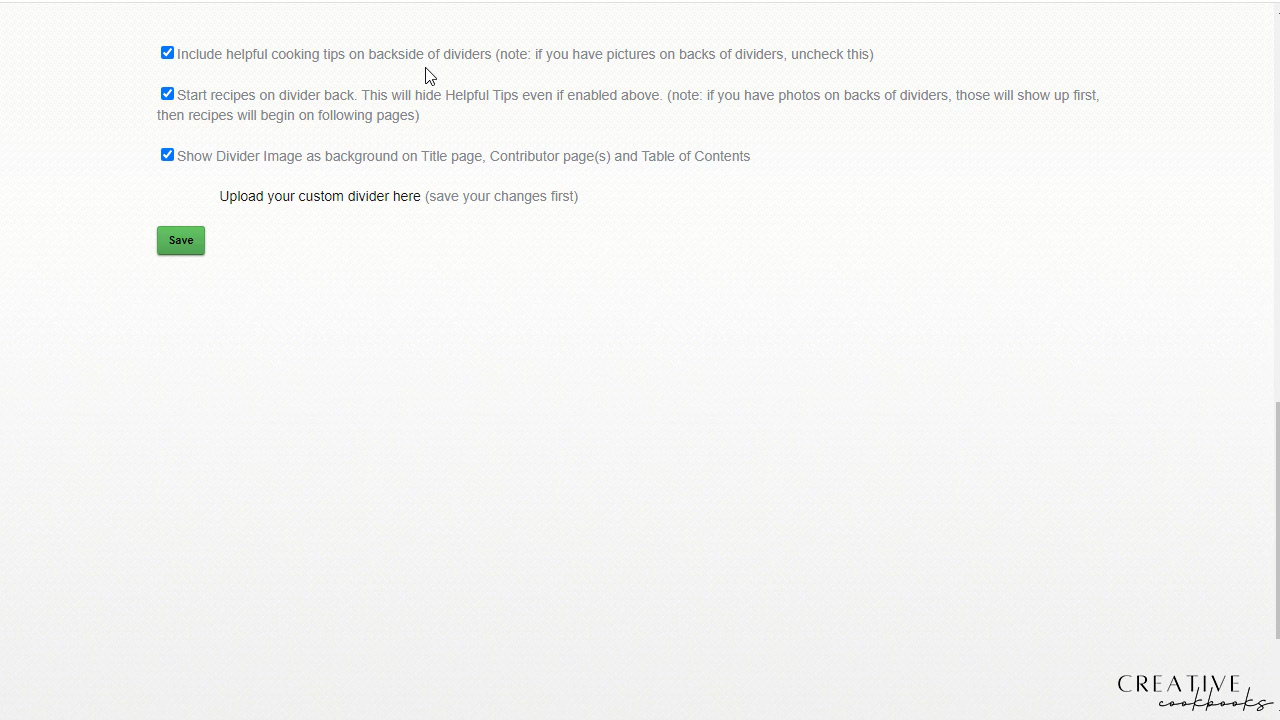 Include helpful cooking tips on backside of dividers (note: if you have pictures on backs of dividers, uncheck this)
Start recipes on divider back. This will hide Helpful Tips even if enabled above. (note: if you have photos on backs of dividers, those will show up first,
then recipes will begin on following pages)
Show Divider Image as background on Title page, Contributor page(s) and Table of Contents
Upload your custom divider here (save your changes first)
Save
CREATIVE
cookbooks